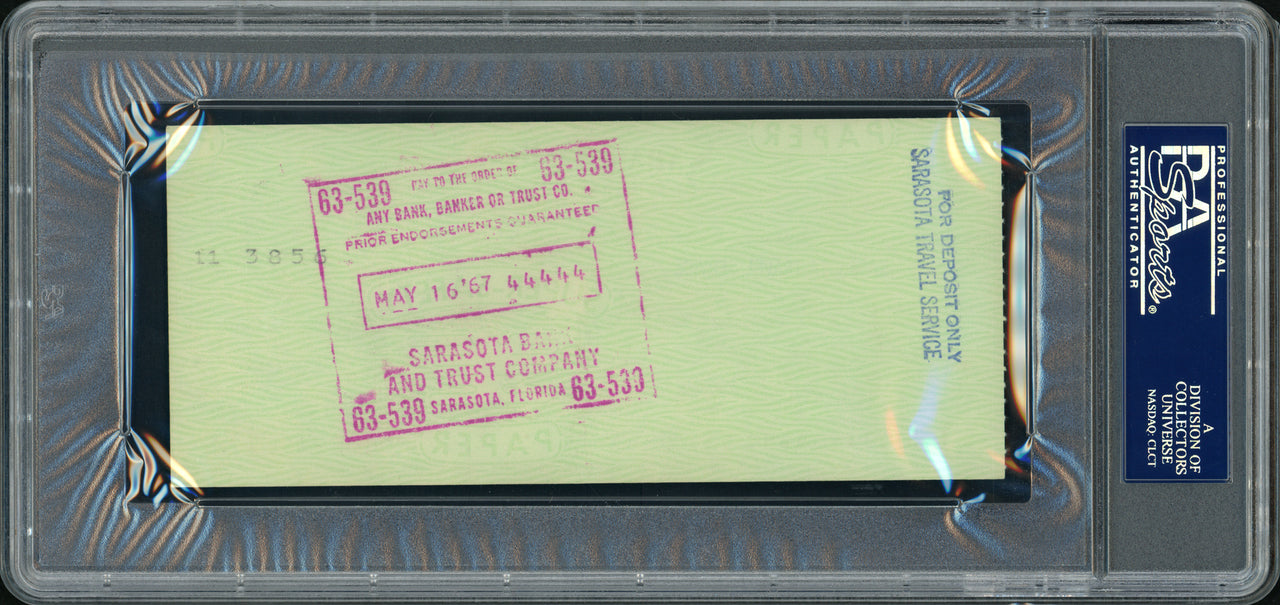 PAPER
63-539 PAY TO THE ORDER OF 63-539
ANY BANK, BANKER OR TRUST CO.
PRIOR ENDORSEMENTS GUARANTEED
11 3856
MAY 16'67 44444
SARASOTA BANK
AND TRUST COMPANY
63-539 SARASOTA, FLORIDA 63-539
PAPER
FOR DEPOSIT ONLY
SARASOTA TRAVEL SERVICE
PROFESSIONAL
PSA
Sports®
AUTHENTICATOR
A
DIVISION OF
COLLECTORS
UNIVERSE
NASDAQ: CLCT